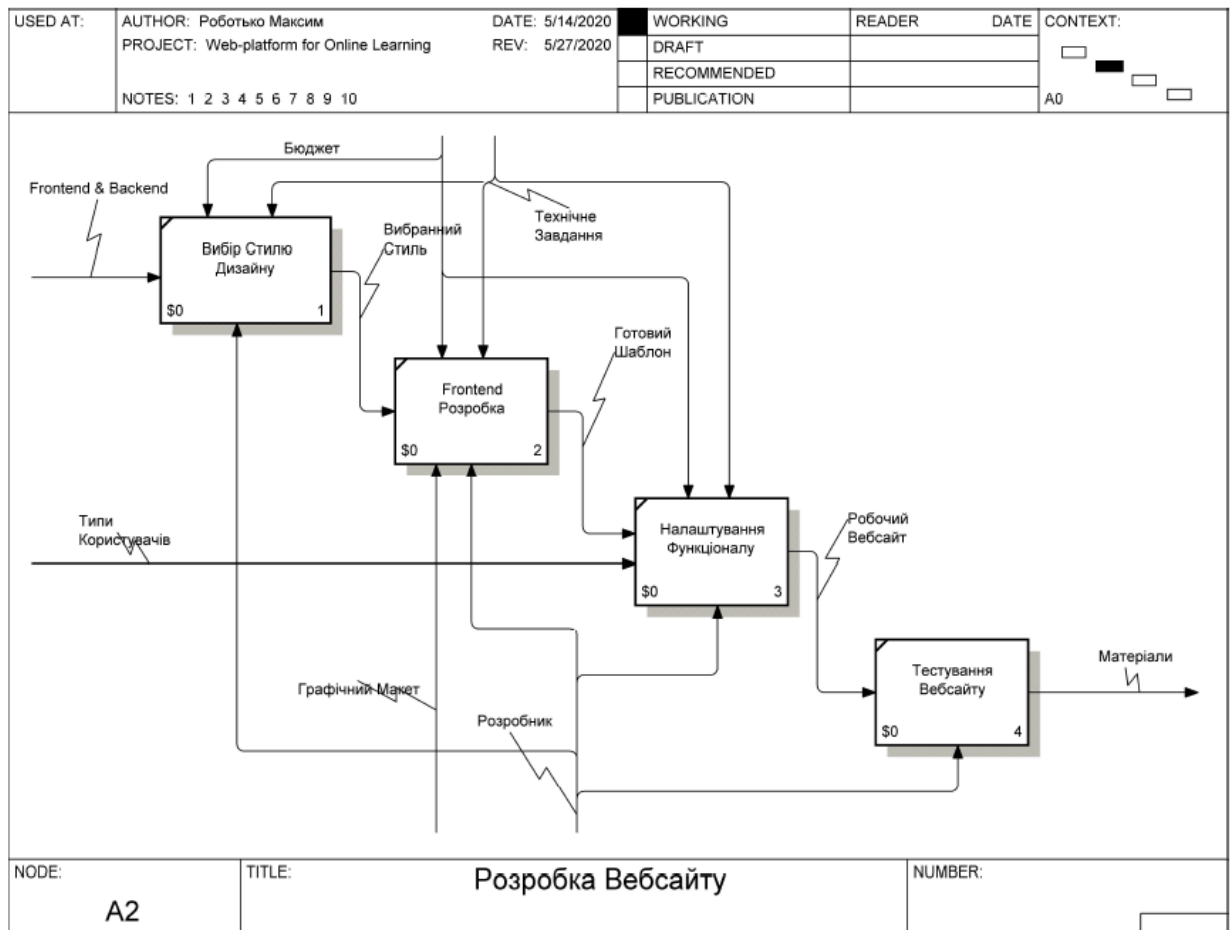 USED AT:
AUTHOR: Роботько Максим
DATE: 5/14/2020
PROJECT: Web-platform for Online Learning
REV: 5/27/2020
NOTES: 1 2 3 4 5 6 7 8 9 10
WORKING
DRAFT
RECOMMENDED
PUBLICATION
READER
DATE
CONTEXT:
A0
Бюджет
Frontend & Backend
Технічне
Завдання
Вибранний
Стиль
Вибір Стилю
Дизайну
$0
1
Готовий
Шаблон
Frontend
Розробка
$0
2
Типи
Користувачів
Налаштування
Функціоналу
$0
3
Робочий
Вебсайт
Графічний Макет
Розробник
Тестування
Вебсайту
$0
4
Матеріали
NODE:
A2
TITLE:
Розробка Вебсайту
NUMBER: